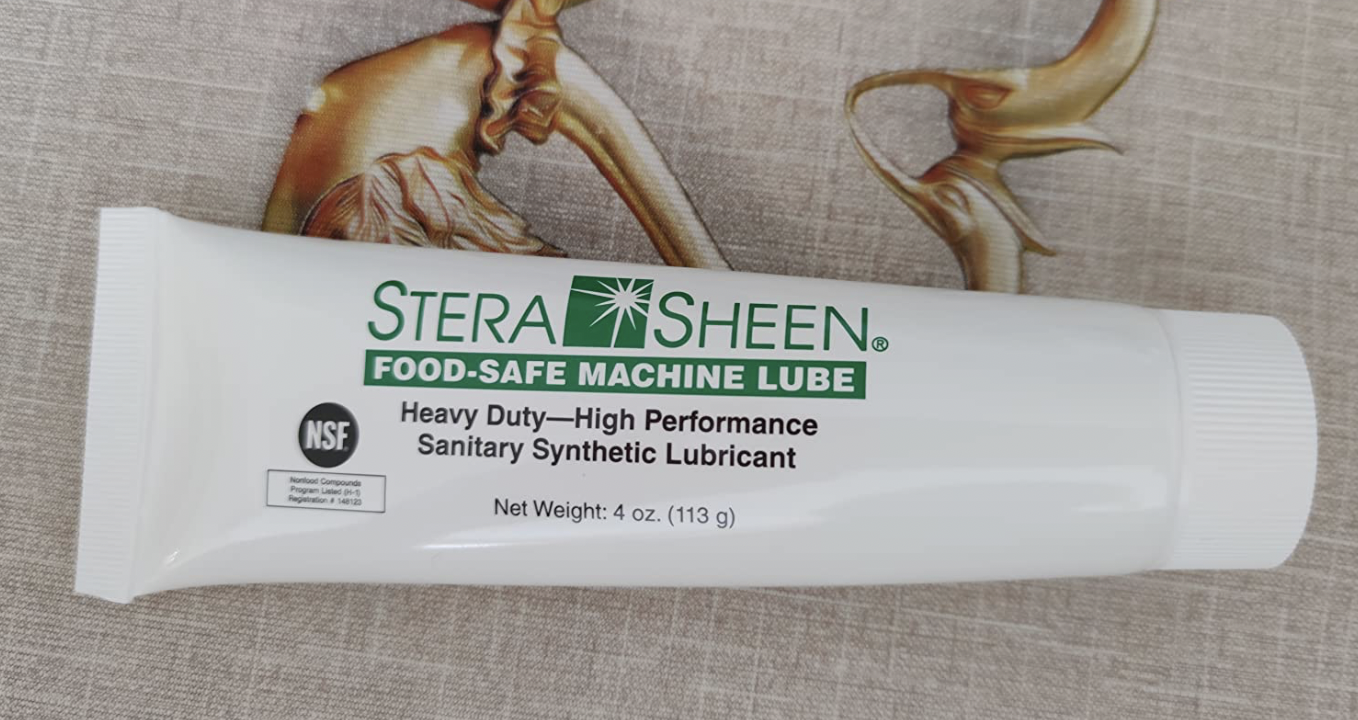 STERA SHEEN®
FOOD-SAFE MACHINE LUBE
Heavy Duty—High Performance
Sanitary Synthetic Lubricant
NSF®
Nonfood Compounds
Program Listed (H-1)
Registration # 148123
Net Weight: 4 oz. (113 g)